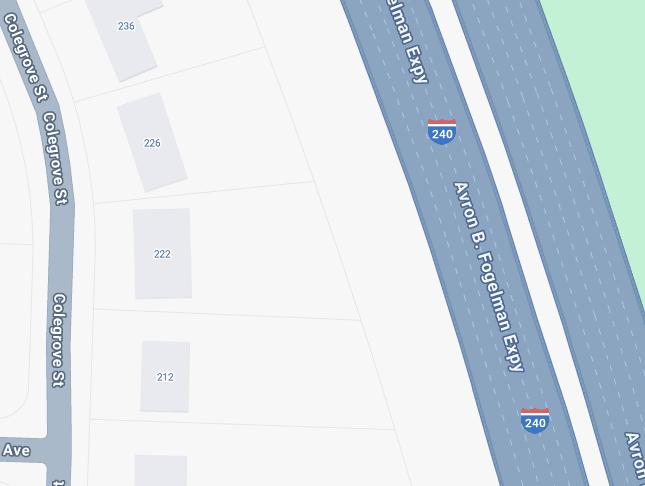 236
Colegrove St
elman Expy
240
Colegrove St
226
Avron B. Fogelman Expy
222
Colegrove St
212
240
Ave
Avron
t